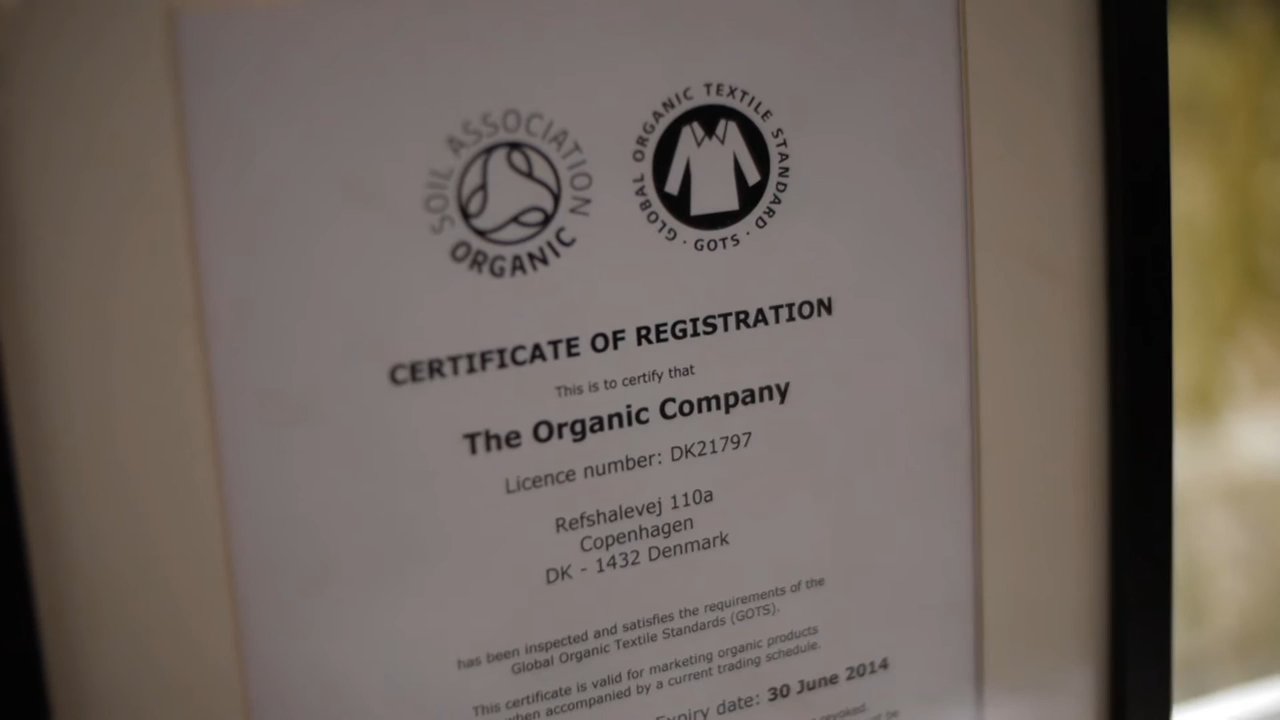 SOIL ASSOCIATION
ORGANIC
GLOBAL ORGANIC TEXTILE STANDARD
· GOTS ·
CERTIFICATE OF REGISTRATION
This is to certify that
The Organic Company
Licence number: DK21797
Refshalevej 110a
Copenhagen
DK - 1432 Denmark
has been inspected and satisfies the requirements of the
Global Organic Textile Standards (GOTS).
This certificate is valid for marketing organic products
when accompanied by a current trading schedule.
Expiry date: 30 June 2014
revoked.